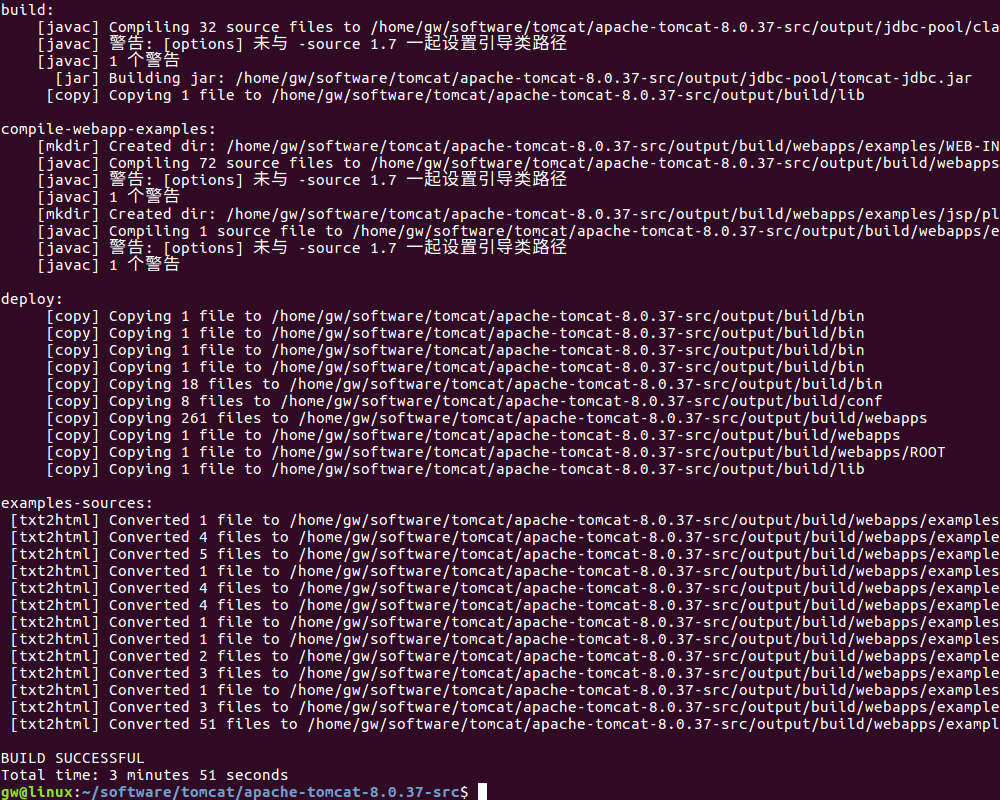 build:
    [javac] Compiling 32 source files to /home/gw/software/tomcat/apache-tomcat-8.0.37-src/output/jdbc-pool/cla
    [javac] 警告: [options] 未与 -source 1.7 一起设置引导类路径
    [javac] 1 个警告
      [jar] Building jar: /home/gw/software/tomcat/apache-tomcat-8.0.37-src/output/jdbc-pool/tomcat-jdbc.jar
     [copy] Copying 1 file to /home/gw/software/tomcat/apache-tomcat-8.0.37-src/output/build/lib

compile-webapp-examples:
    [mkdir] Created dir: /home/gw/software/tomcat/apache-tomcat-8.0.37-src/output/build/webapps/examples/WEB-IN
    [javac] Compiling 72 source files to /home/gw/software/tomcat/apache-tomcat-8.0.37-src/output/build/webapps
    [javac] 警告: [options] 未与 -source 1.7 一起设置引导类路径
    [javac] 1 个警告
    [mkdir] Created dir: /home/gw/software/tomcat/apache-tomcat-8.0.37-src/output/build/webapps/examples/jsp/pl
    [javac] Compiling 1 source file to /home/gw/software/tomcat/apache-tomcat-8.0.37-src/output/build/webapps/e
    [javac] 警告: [options] 未与 -source 1.7 一起设置引导类路径
    [javac] 1 个警告

deploy:
     [copy] Copying 1 file to /home/gw/software/tomcat/apache-tomcat-8.0.37-src/output/build/bin
     [copy] Copying 1 file to /home/gw/software/tomcat/apache-tomcat-8.0.37-src/output/build/bin
     [copy] Copying 1 file to /home/gw/software/tomcat/apache-tomcat-8.0.37-src/output/build/bin
     [copy] Copying 1 file to /home/gw/software/tomcat/apache-tomcat-8.0.37-src/output/build/bin
     [copy] Copying 18 files to /home/gw/software/tomcat/apache-tomcat-8.0.37-src/output/build/bin
     [copy] Copying 8 files to /home/gw/software/tomcat/apache-tomcat-8.0.37-src/output/build/conf
     [copy] Copying 261 files to /home/gw/software/tomcat/apache-tomcat-8.0.37-src/output/build/webapps
     [copy] Copying 1 file to /home/gw/software/tomcat/apache-tomcat-8.0.37-src/output/build/webapps
     [copy] Copying 1 file to /home/gw/software/tomcat/apache-tomcat-8.0.37-src/output/build/webapps/ROOT
     [copy] Copying 1 file to /home/gw/software/tomcat/apache-tomcat-8.0.37-src/output/build/lib

examples-sources:
 [txt2html] Converted 1 file to /home/gw/software/tomcat/apache-tomcat-8.0.37-src/output/build/webapps/examples
 [txt2html] Converted 4 files to /home/gw/software/tomcat/apache-tomcat-8.0.37-src/output/build/webapps/example
 [txt2html] Converted 5 files to /home/gw/software/tomcat/apache-tomcat-8.0.37-src/output/build/webapps/example
 [txt2html] Converted 1 file to /home/gw/software/tomcat/apache-tomcat-8.0.37-src/output/build/webapps/examples
 [txt2html] Converted 4 files to /home/gw/software/tomcat/apache-tomcat-8.0.37-src/output/build/webapps/example
 [txt2html] Converted 4 files to /home/gw/software/tomcat/apache-tomcat-8.0.37-src/output/build/webapps/example
 [txt2html] Converted 1 file to /home/gw/software/tomcat/apache-tomcat-8.0.37-src/output/build/webapps/examples
 [txt2html] Converted 1 file to /home/gw/software/tomcat/apache-tomcat-8.0.37-src/output/build/webapps/examples
 [txt2html] Converted 2 files to /home/gw/software/tomcat/apache-tomcat-8.0.37-src/output/build/webapps/example
 [txt2html] Converted 3 files to /home/gw/software/tomcat/apache-tomcat-8.0.37-src/output/build/webapps/example
 [txt2html] Converted 1 file to /home/gw/software/tomcat/apache-tomcat-8.0.37-src/output/build/webapps/examples
 [txt2html] Converted 3 files to /home/gw/software/tomcat/apache-tomcat-8.0.37-src/output/build/webapps/example
 [txt2html] Converted 51 files to /home/gw/software/tomcat/apache-tomcat-8.0.37-src/output/build/webapps/exampl

BUILD SUCCESSFUL
Total time: 3 minutes 51 seconds
gw@linux:~/software/tomcat/apache-tomcat-8.0.37-src$